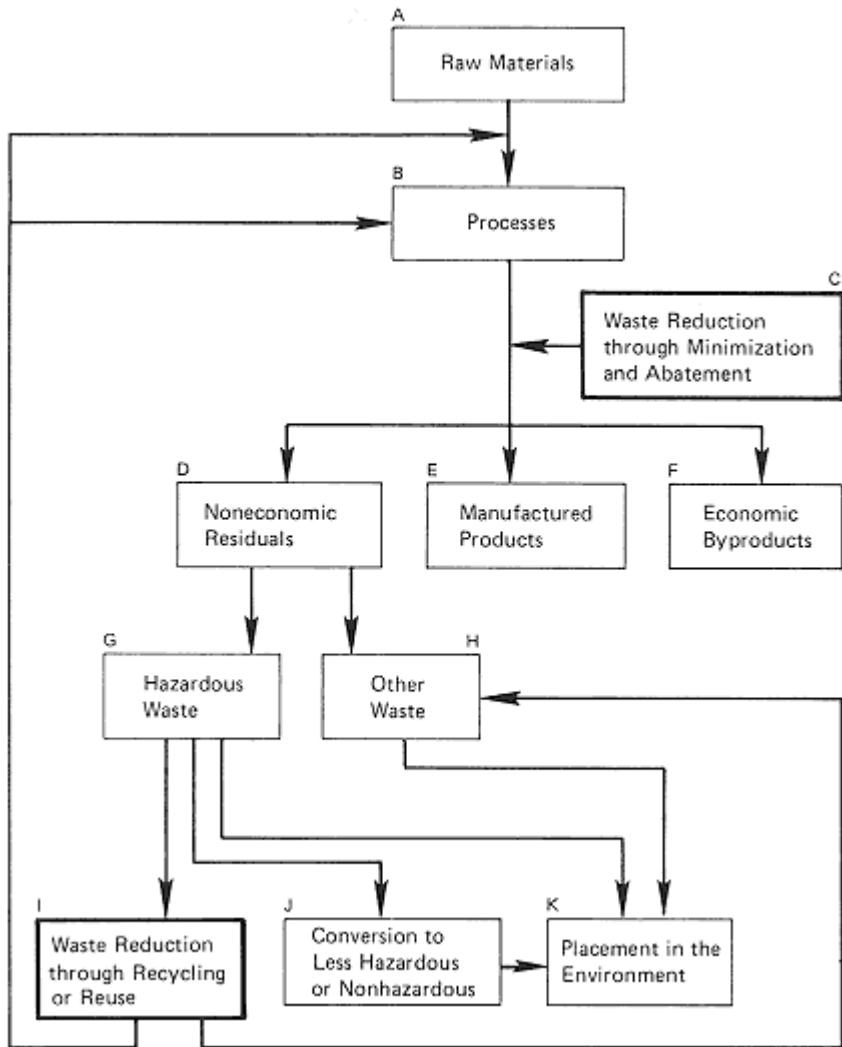 A
Raw Materials
B
Processes
C
Waste Reduction
through Minimization
and Abatement
D
Noneconomic
Residuals
E
Manufactured
Products
F
Economic
Byproducts
G
Hazardous
Waste
H
Other
Waste
I
Waste Reduction
through Recycling
or Reuse
J
Conversion to
Less Hazardous
or Nonhazardous
K
Placement in the
Environment